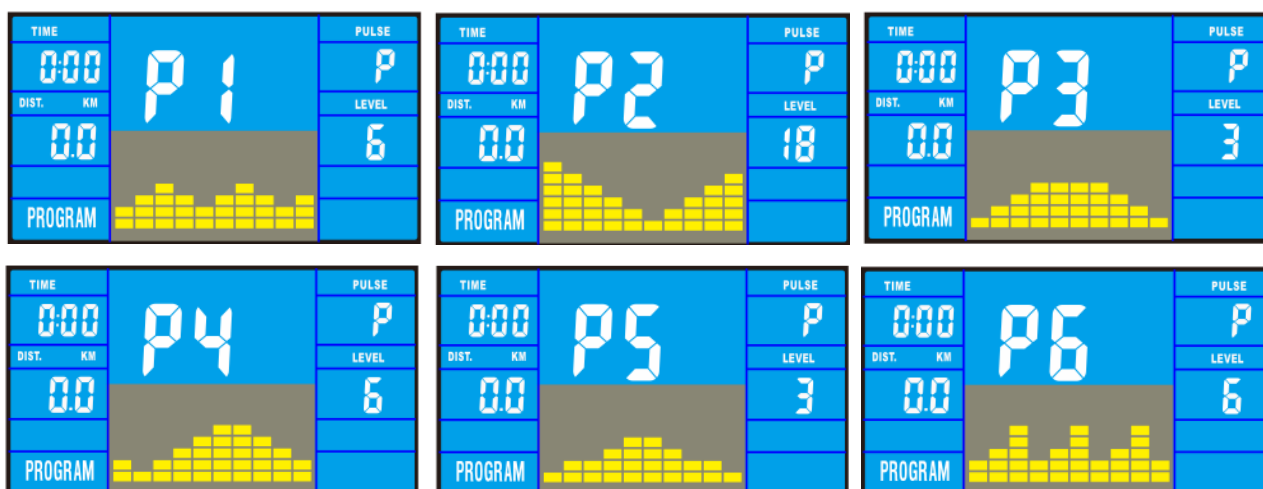 TIME PULSE
0:00 P1 P
DIST. KM LEVEL
0.0 6
PROGRAM
TIME PULSE
0:00 P2 P
DIST. KM LEVEL
0.0 18
PROGRAM
TIME PULSE
0:00 P3 P
DIST. KM LEVEL
0.0 3
PROGRAM
TIME PULSE
0:00 P4 P
DIST. KM LEVEL
0.0 6
PROGRAM
TIME PULSE
0:00 P5 P
DIST. KM LEVEL
0.0 3
PROGRAM
TIME PULSE
0:00 P6 P
DIST. KM LEVEL
0.0 6
PROGRAM